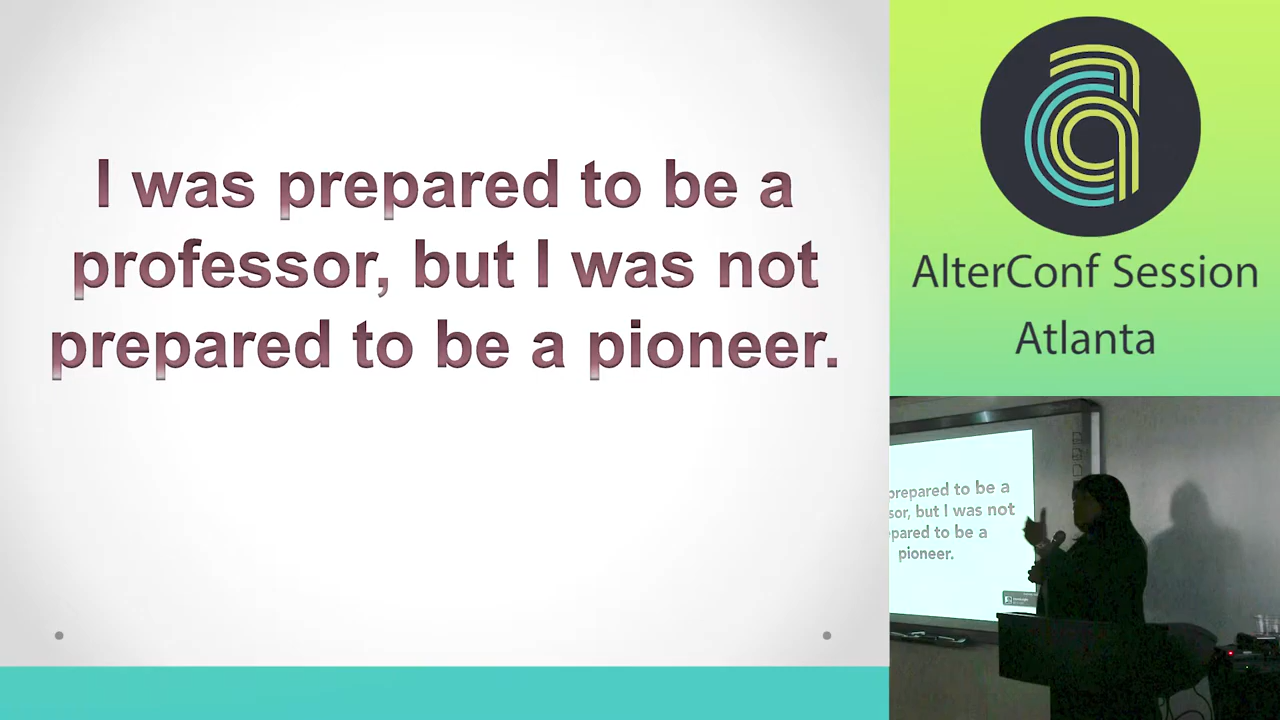 I was prepared to be a
professor, but I was not
prepared to be a pioneer.
AlterConf Session
Atlanta
prepared to be a
sor, but I was not
pared to be a
pioneer.